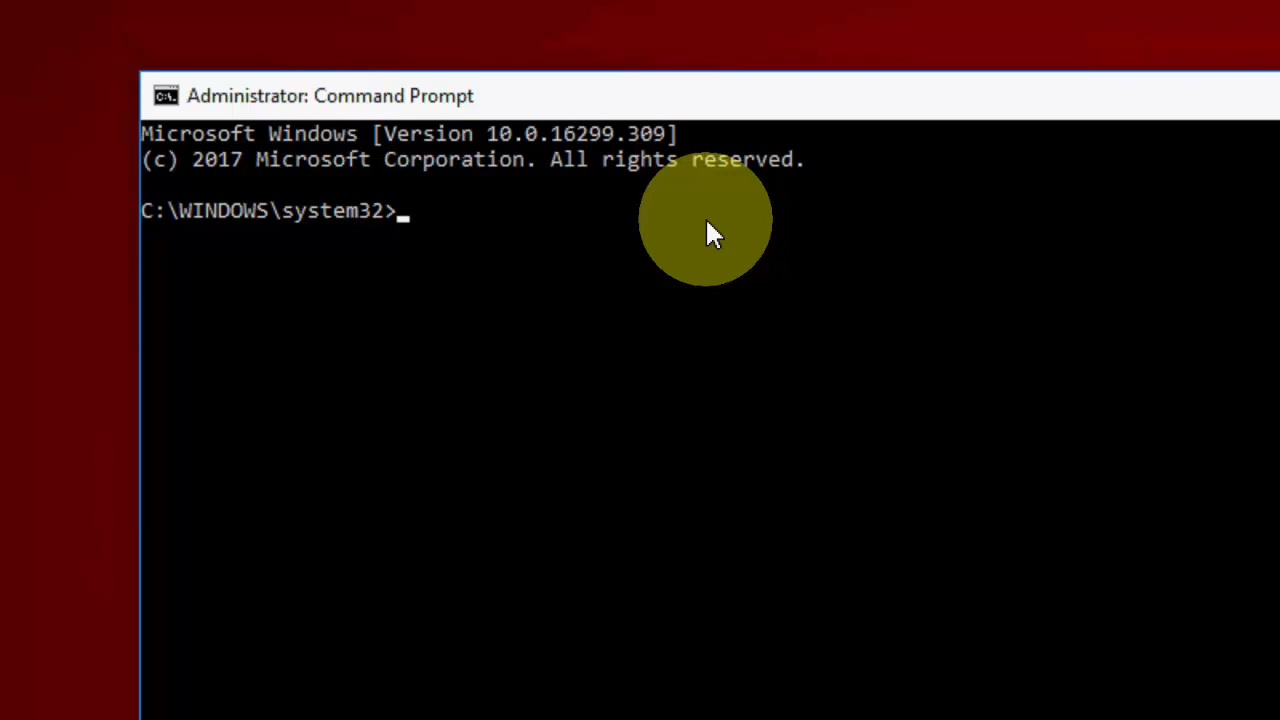 Administrator: Command Prompt
Microsoft Windows [Version 10.0.16299.309]
(c) 2017 Microsoft Corporation. All rights reserved.
C:\WINDOWS\system32>